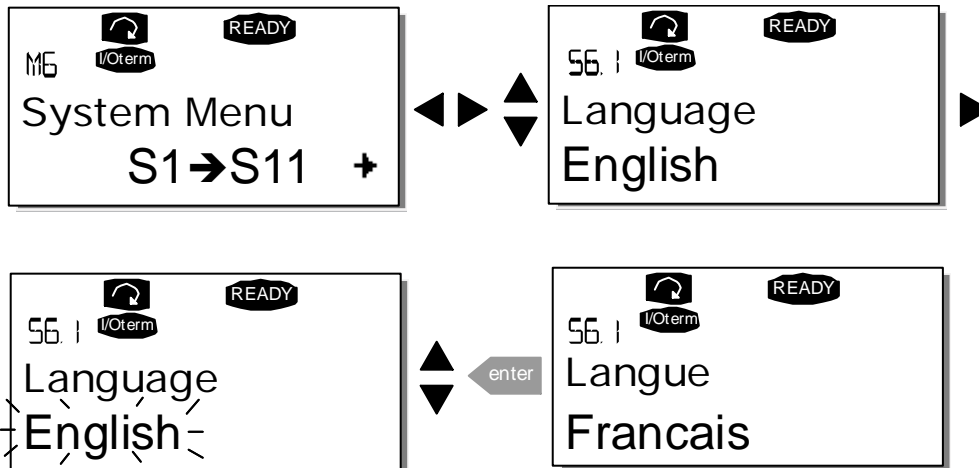 READY
M6 I/Oterm
System Menu
S1➔S11
READY
S6.1 I/Oterm
Language
English
READY
S6.1 I/Oterm
Language
English
enter
READY
S6.1 I/Oterm
Langue
Francais